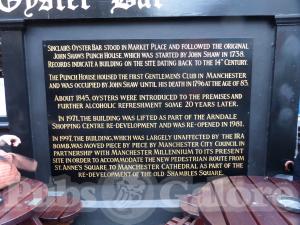 Oyster Bar
Sinclair's Oyster Bar stood in Market Place and followed the original
John Shaw's Punch House, which was started by John Shaw in 1738.
Records indicate a building on the site dating back to the 14th Century.
The Punch House housed the first Gentlemen's Club in Manchester
and was occupied by John Shaw until his death in 1796 at the age of 83.
About 1845, oysters were introduced to the premises and
further alcoholic refreshment some 20 years later.
In 1971, the building was lifted as part of the Arndale
Shopping Centre re-development and was re-opened in 1981.
In 1997, the building, which was largely unaffected by the IRA
bomb, was moved piece by piece by Manchester City Council in
partnership with Manchester Millennium to its present
site in order to accommodate the new pedestrian route from
St. Anne's Square to Manchester Cathedral as part of the
re-development of the old Shambles Square.